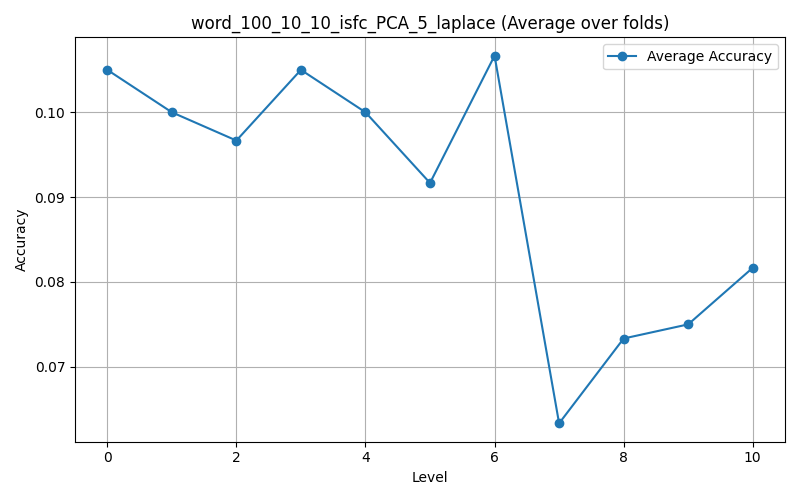 word_100_10_10_isfc_PCA_5_laplace (Average over folds)
Average Accuracy
Accuracy
0.10
0.09
0.08
0.07
0 2 4 6 8 10
Level